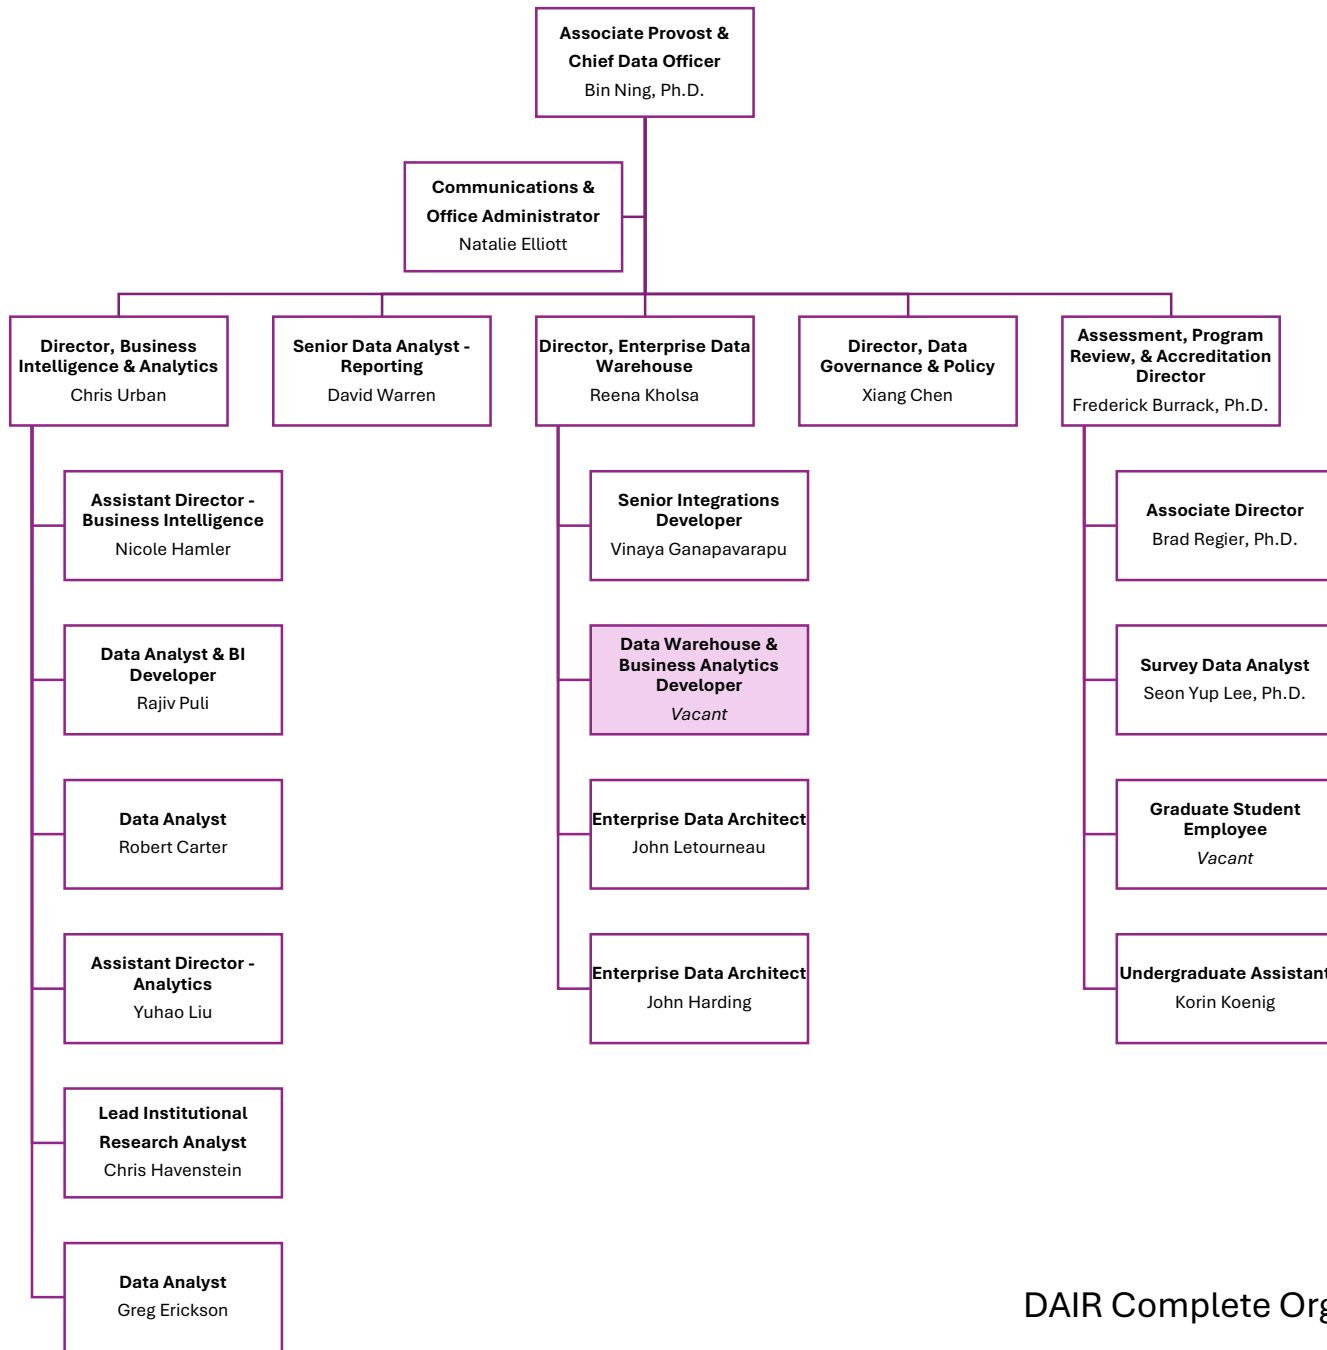 Associate Provost &
Chief Data Officer
Bin Ning, Ph.D.
Communications &
Office Administrator
Natalie Elliott
Director, Business
Intelligence & Analytics
Chris Urban
Senior Data Analyst -
Reporting
David Warren
Director, Enterprise Data
Warehouse
Reena Kholsa
Director, Data
Governance & Policy
Xiang Chen
Assessment, Program
Review, & Accreditation
Director
Frederick Burrack, Ph.D.
Assistant Director -
Business Intelligence
Nicole Hamler
Data Analyst & BI
Developer
Rajiv Puli
Data Analyst
Robert Carter
Assistant Director -
Analytics
Yuhao Liu
Lead Institutional
Research Analyst
Chris Havenstein
Data Analyst
Greg Erickson
Senior Integrations
Developer
Vinaya Ganapavarapu
Data Warehouse &
Business Analytics
Developer
Vacant
Enterprise Data Architect
John Letourneau
Enterprise Data Architect
John Harding
Associate Director
Brad Regier, Ph.D.
Survey Data Analyst
Seon Yup Lee, Ph.D.
Graduate Student
Employee
Vacant
Undergraduate Assistant
Korin Koenig
DAIR Complete Org